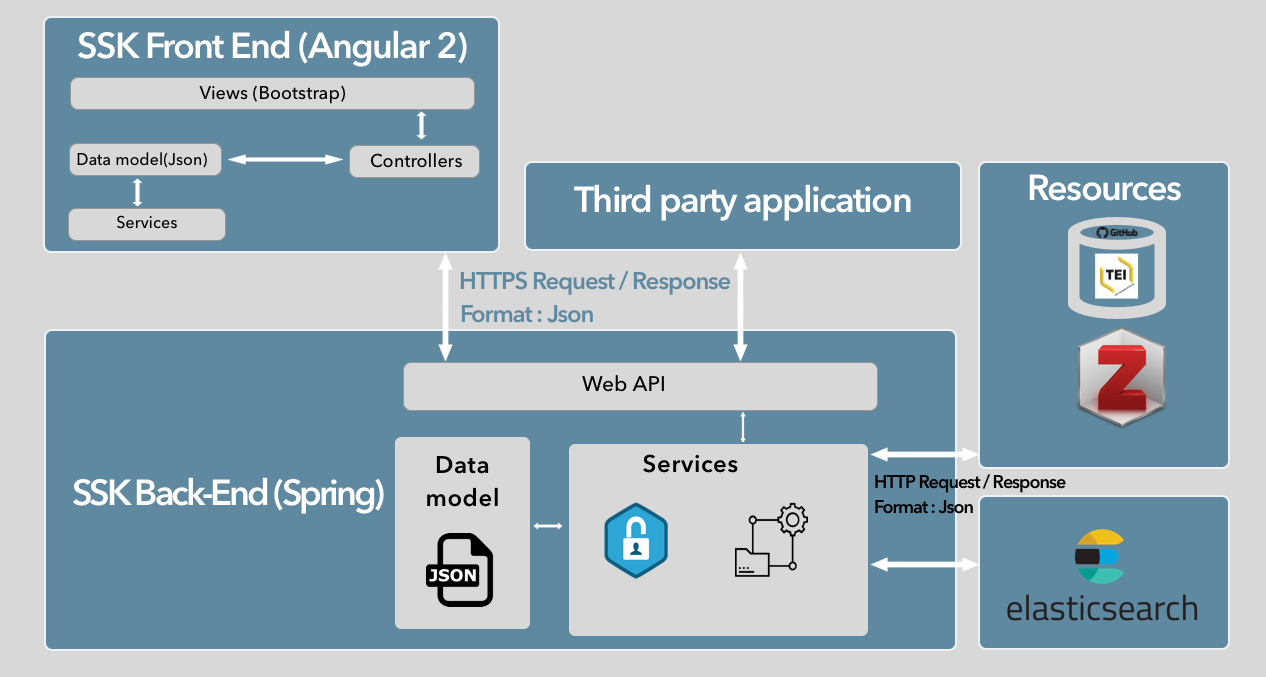 SSK Front End (Angular 2)
Views (Bootstrap)
Data model(Json)
Controllers
Services
Third party application
Resources
GitHub
TEI
Z
HTTPS Request / Response
Format : Json
Web API
SSK Back-End (Spring)
Data
model
JSON
Services
HTTP Request / Response
Format : Json
elasticsearch